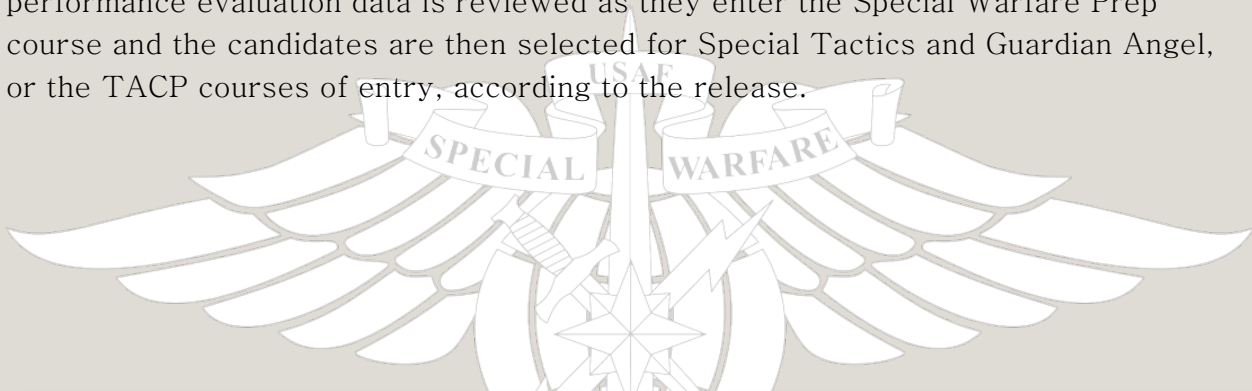 performance evaluation data is reviewed as they enter the Special Warfare Prep
course and the candidates are then selected for Special Tactics and Guardian Angel,
or the TACP courses of entry, according to the release.
USAF
SPECIAL WARFARE